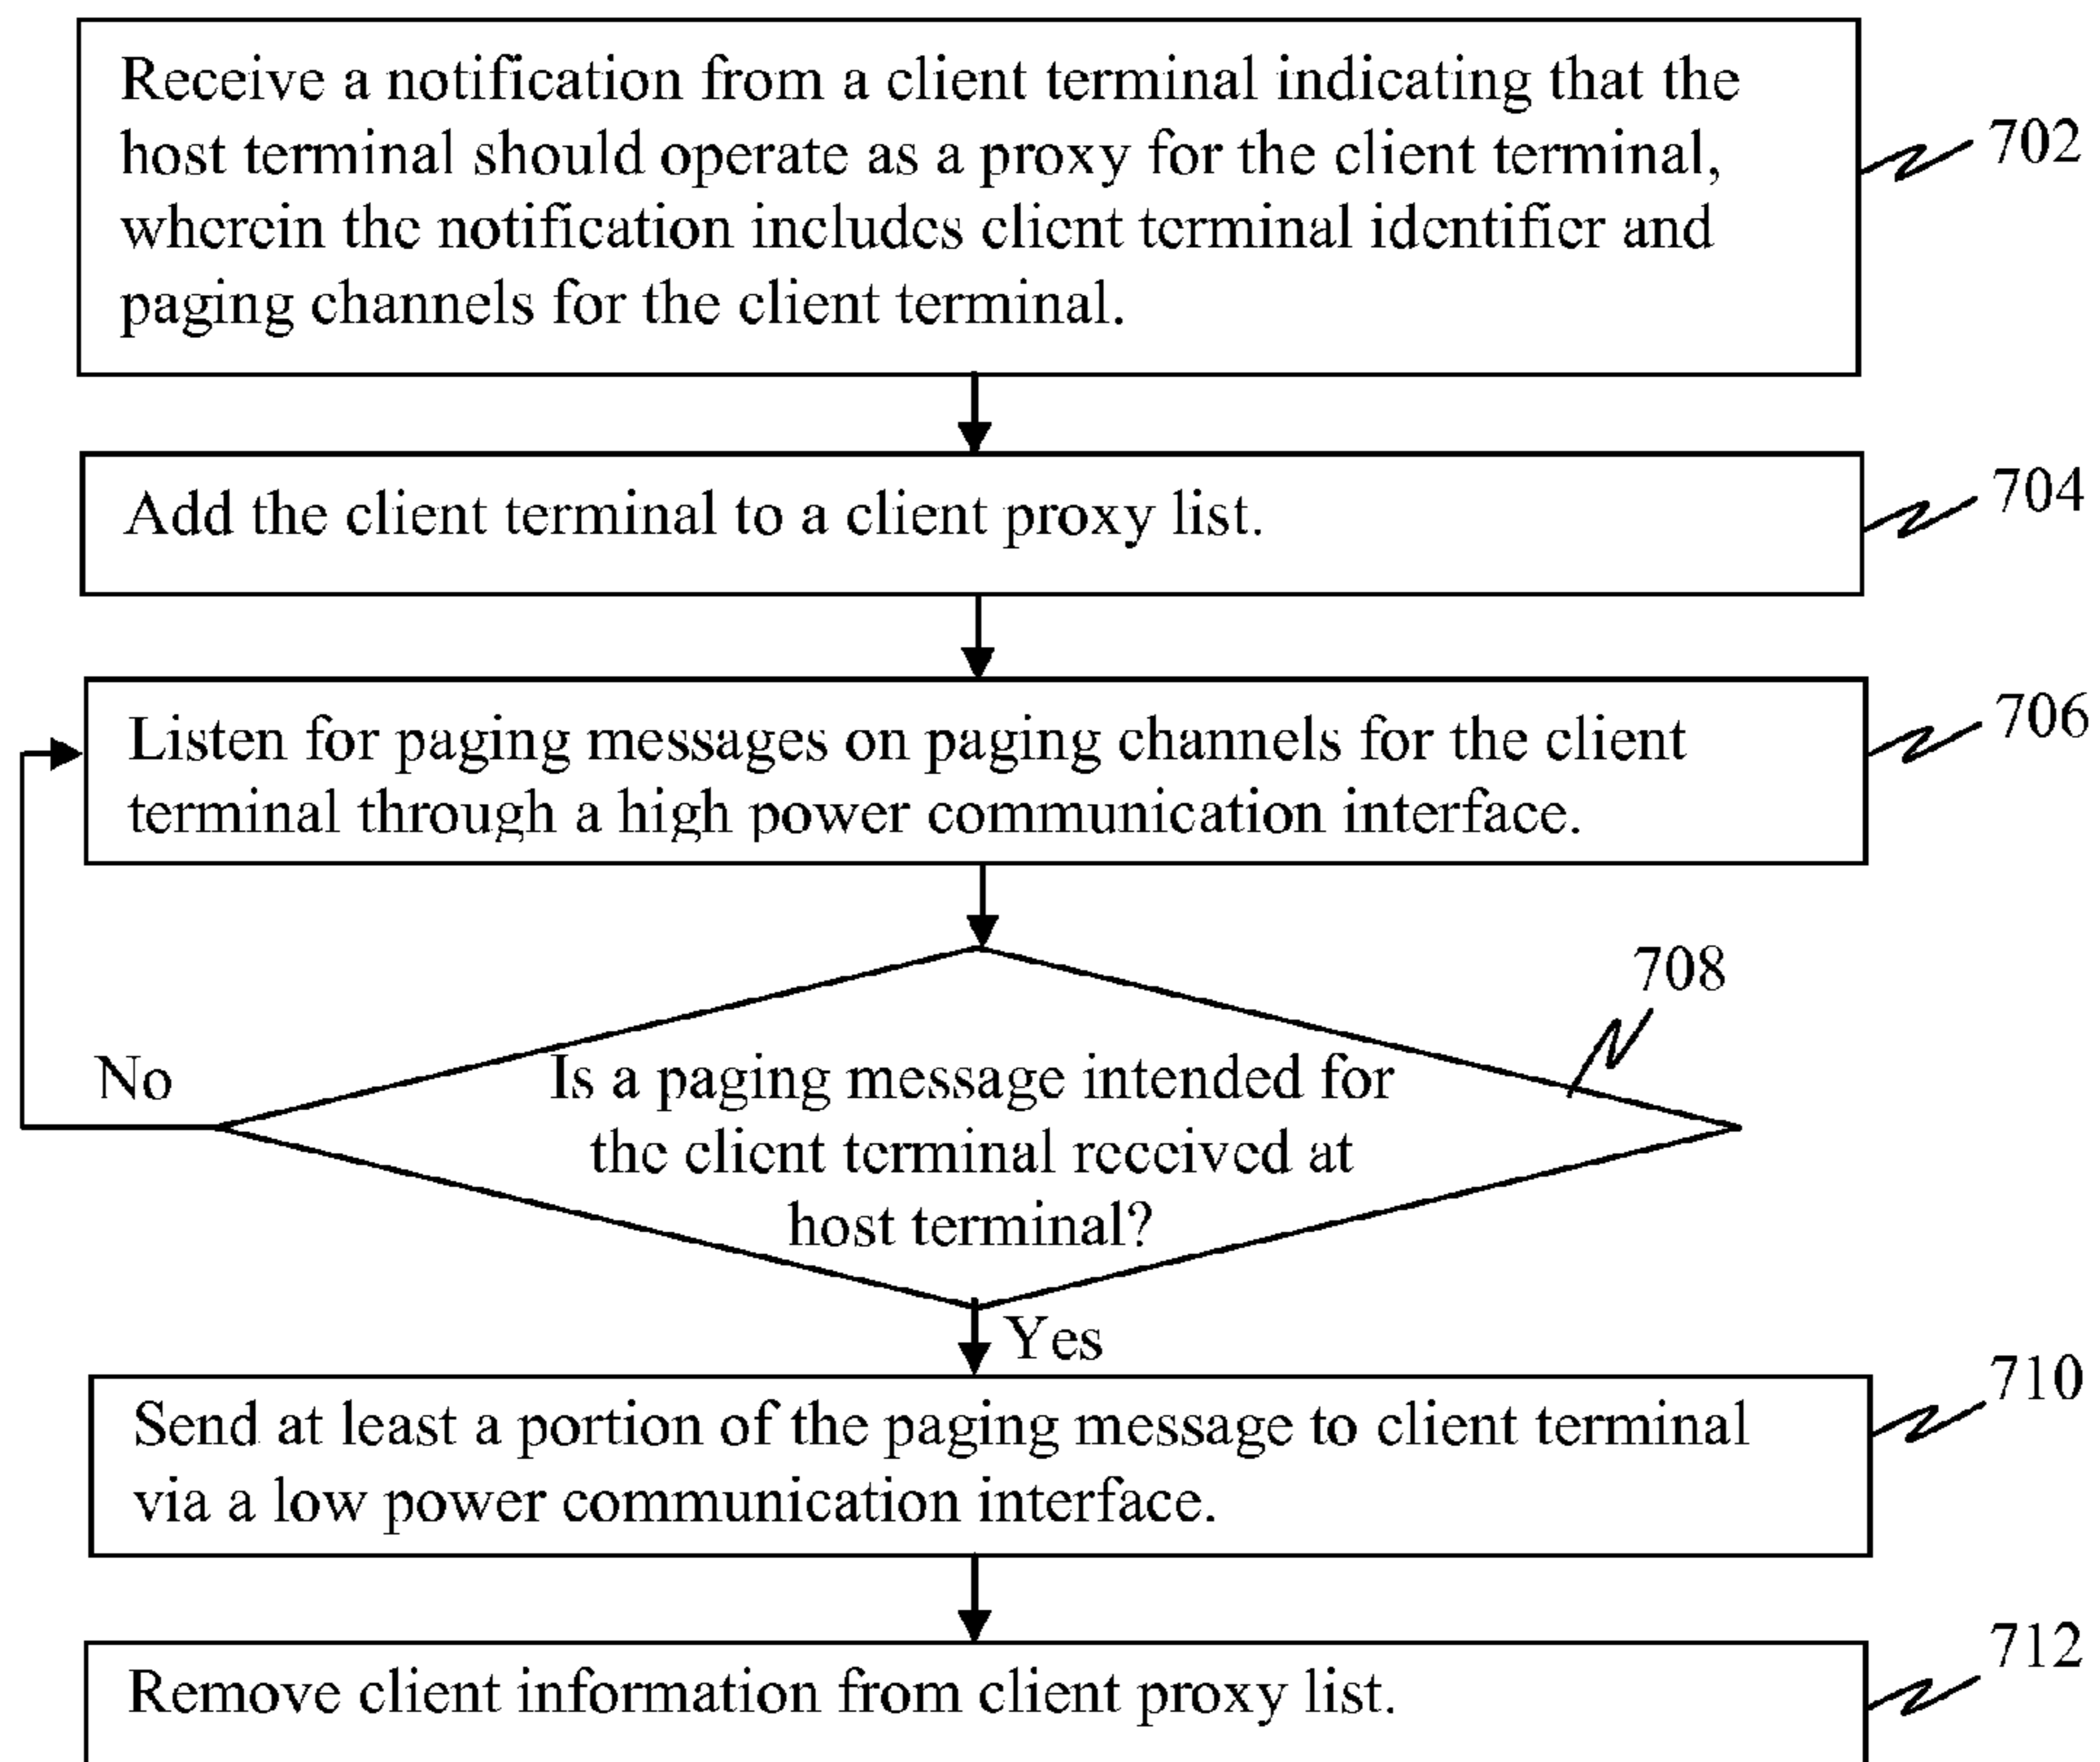 Receive a notification from a client terminal indicating that the
host terminal should operate as a proxy for the client terminal,
wherein the notification includes client terminal identifier and
paging channels for the client terminal.
702
Add the client terminal to a client proxy list.
704
Listen for paging messages on paging channels for the client
terminal through a high power communication interface.
706
708
No
Is a paging message intended for
the client terminal received at
host terminal?
Yes
Send at least a portion of the paging message to client terminal
via a low power communication interface.
710
Remove client information from client proxy list.
712